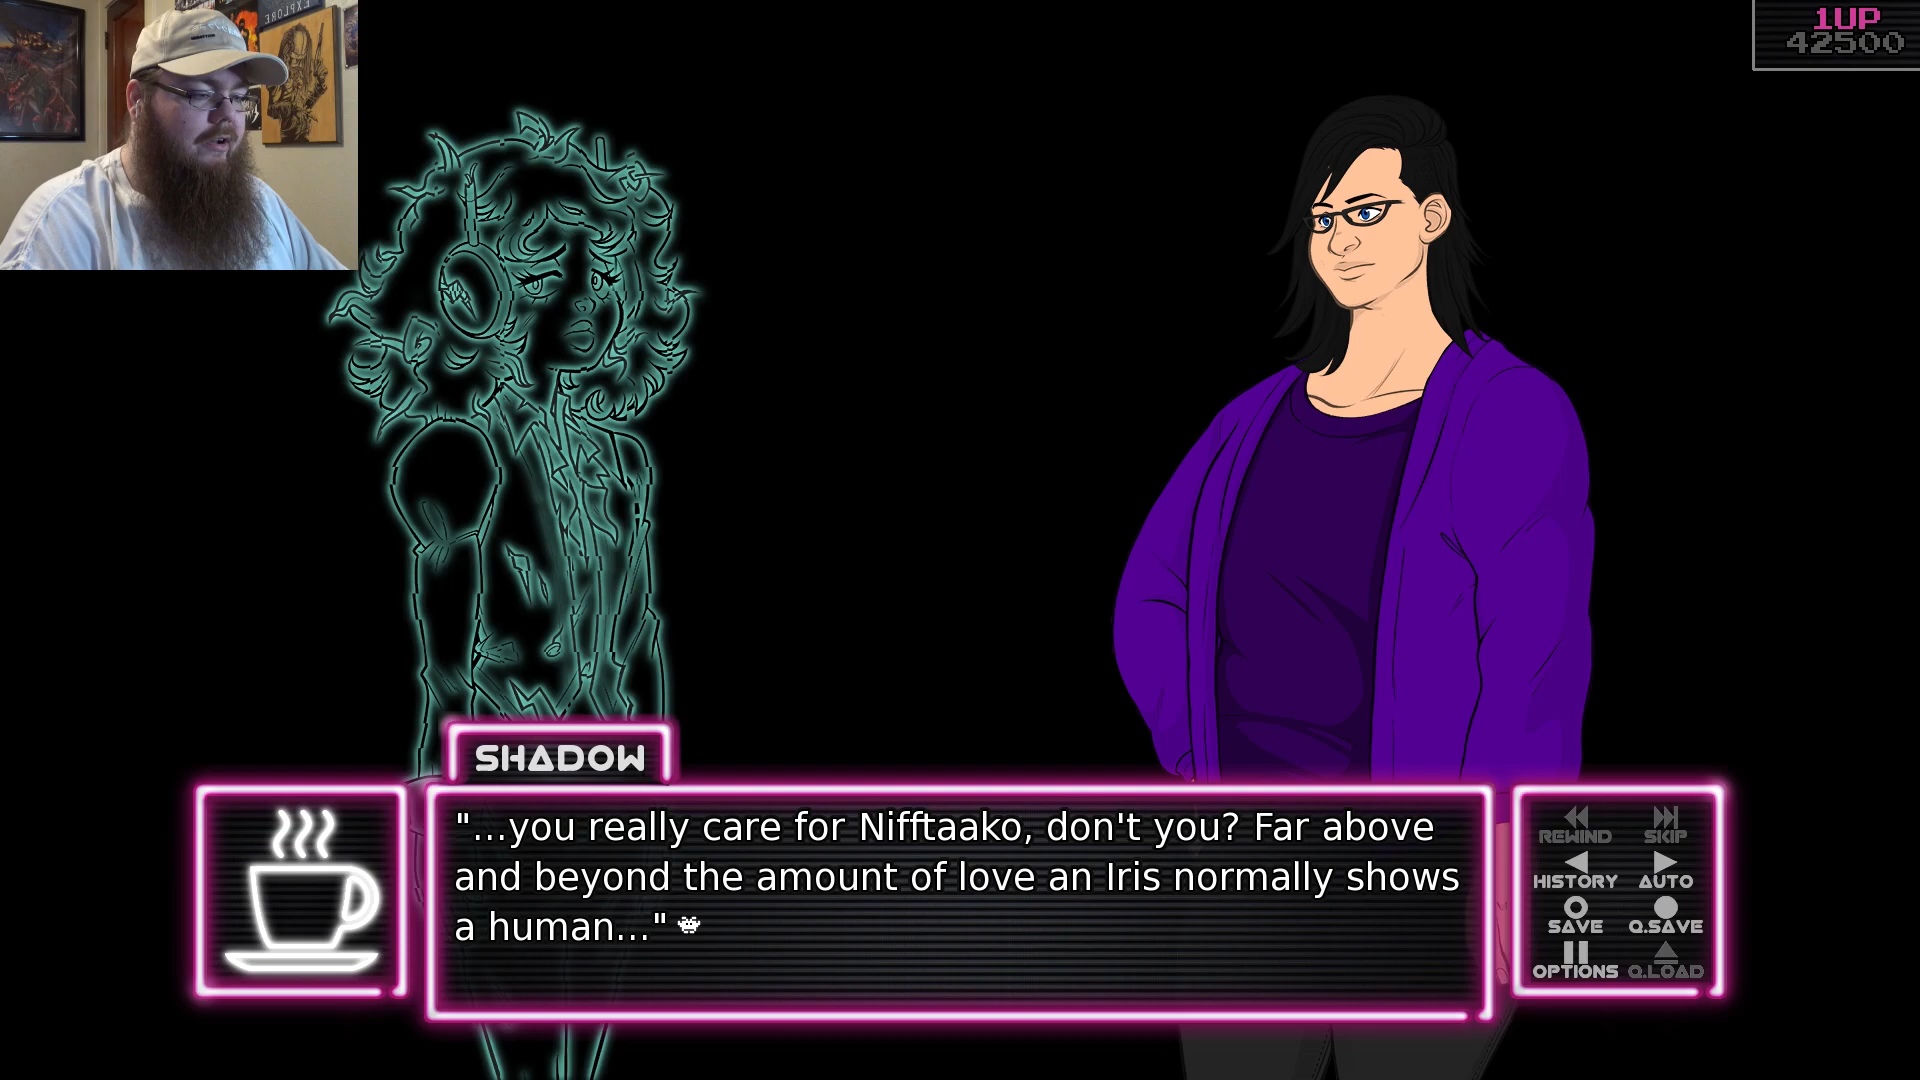 EXPLORE
1UP
42500
SHADOW
"...you really care for Nifftaako, don't you? Far above
and beyond the amount of love an Iris normally shows
a human..."
REWIND SKIP
HISTORY AUTO
SAVE Q.SAVE
OPTIONS Q.LOAD